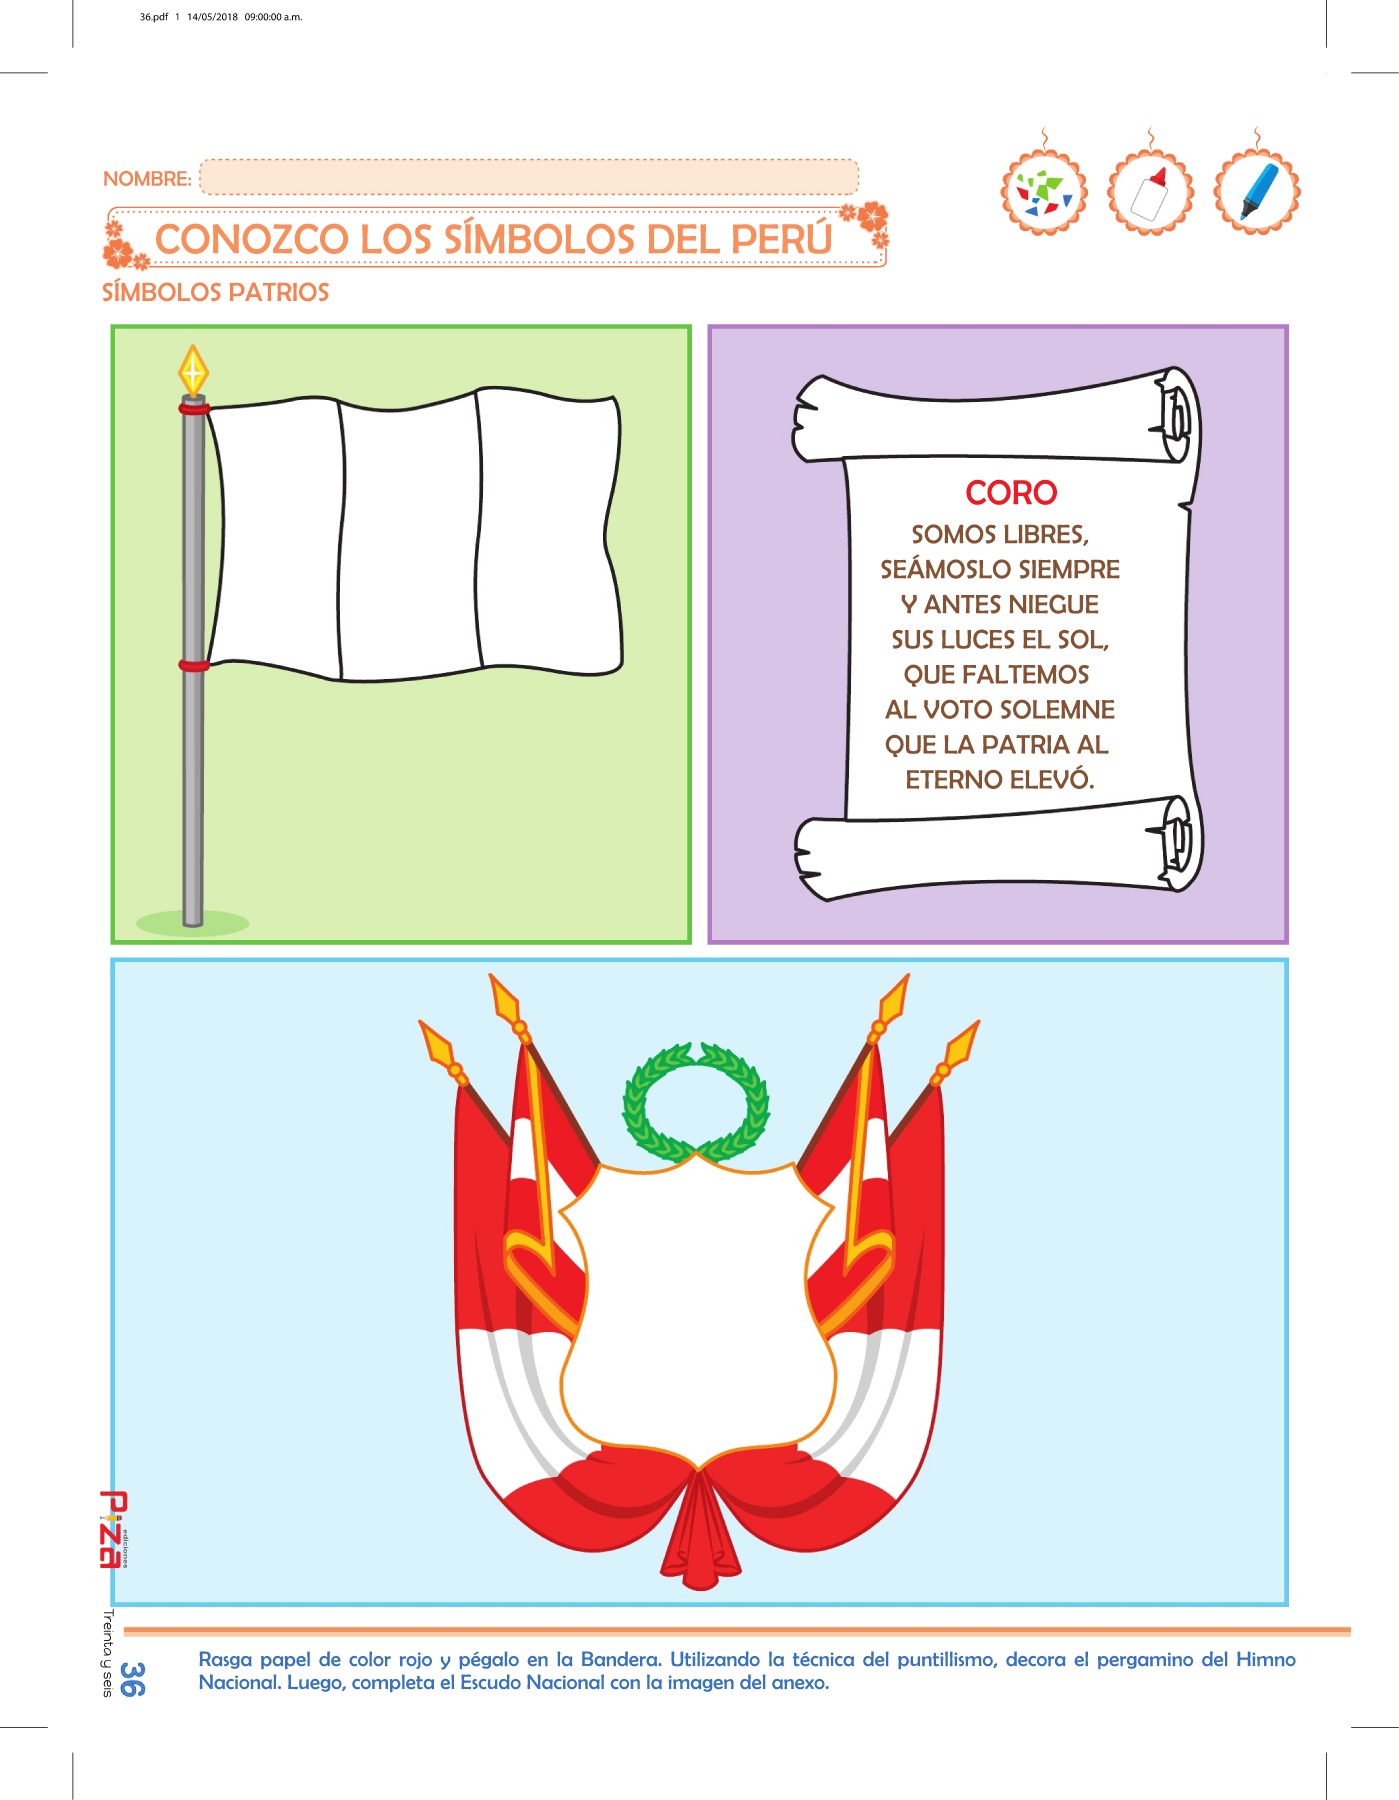 36.pdf 1 14/05/2018 09:00:00 a.m.
NOMBRE:
CONOZCO LOS SÍMBOLOS DEL PERÚ
SÍMBOLOS PATRIOS
CORO
SOMOS LIBRES,
SEÁMOSLO SIEMPRE
Y ANTES NIEGUE
SUS LUCES EL SOL,
QUE FALTEMOS
AL VOTO SOLEMNE
QUE LA PATRIA AL
ETERNO ELEVÓ.
Piza
ediciones
Treinta y seis
36
Rasga papel de color rojo y pégalo en la Bandera. Utilizando la técnica del puntillismo, decora el pergamino del Himno
Nacional. Luego, completa el Escudo Nacional con la imagen del anexo.